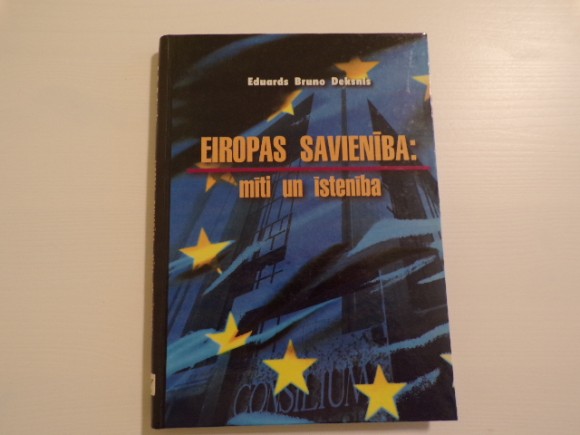 Eduards Bruno Deksnis
EIROPAS SAVIENĪBA:
mīti un īstenība
CONSILIUM